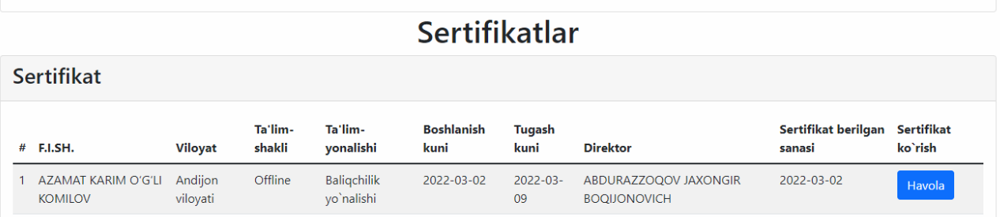 Sertifikatlar
Sertifikat
# F.I.SH. Viloyat Ta'lim-shakli Ta'lim-yonalishi Boshlanish kuni Tugash kuni Direktor Sertifikat berilgan sanasi Sertifikat ko`rish
1 AZAMAT KARIM O‘G‘LI KOMILOV Andijon viloyati Offline Baliqchilik yo`nalishi 2022-03-02 2022-03-09 ABDURAZZOQOV JAXONGIR BOQIJONOVICH 2022-03-02 Havola